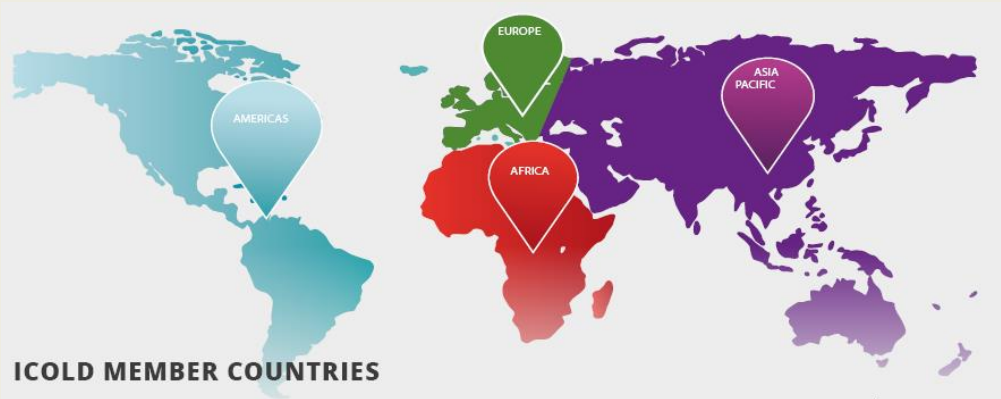 EUROPE
ASIA
PACIFIC
AMERICAS
AFRICA
ICOLD MEMBER COUNTRIES